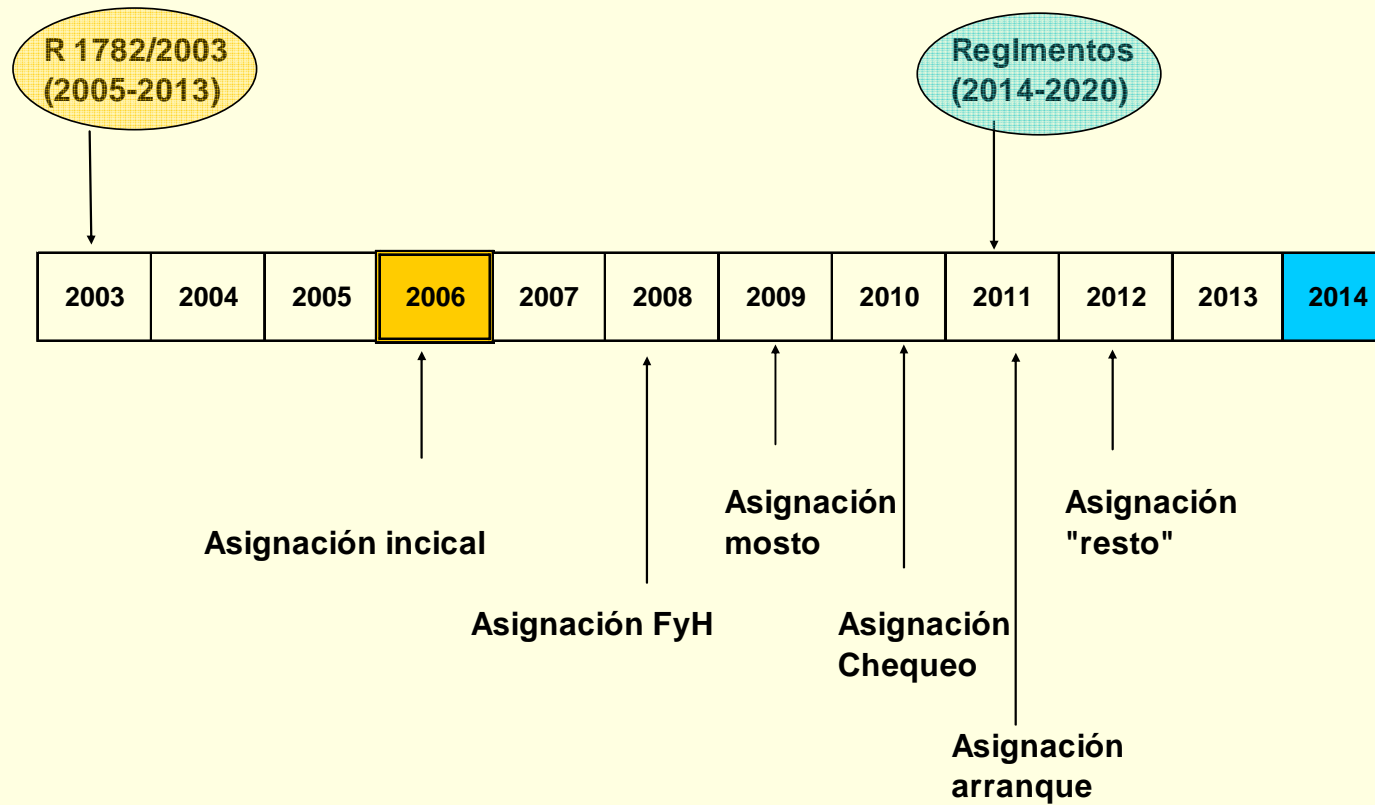 R 1782/2003
(2005-2013)
Reglmentos
(2014-2020)
2003 2004 2005 2006 2007 2008 2009 2010 2011 2012 2013 2014
Asignación incical
Asignación FyH
Asignación
mosto
Asignación
Chequeo
Asignación
arranque
Asignación
"resto"